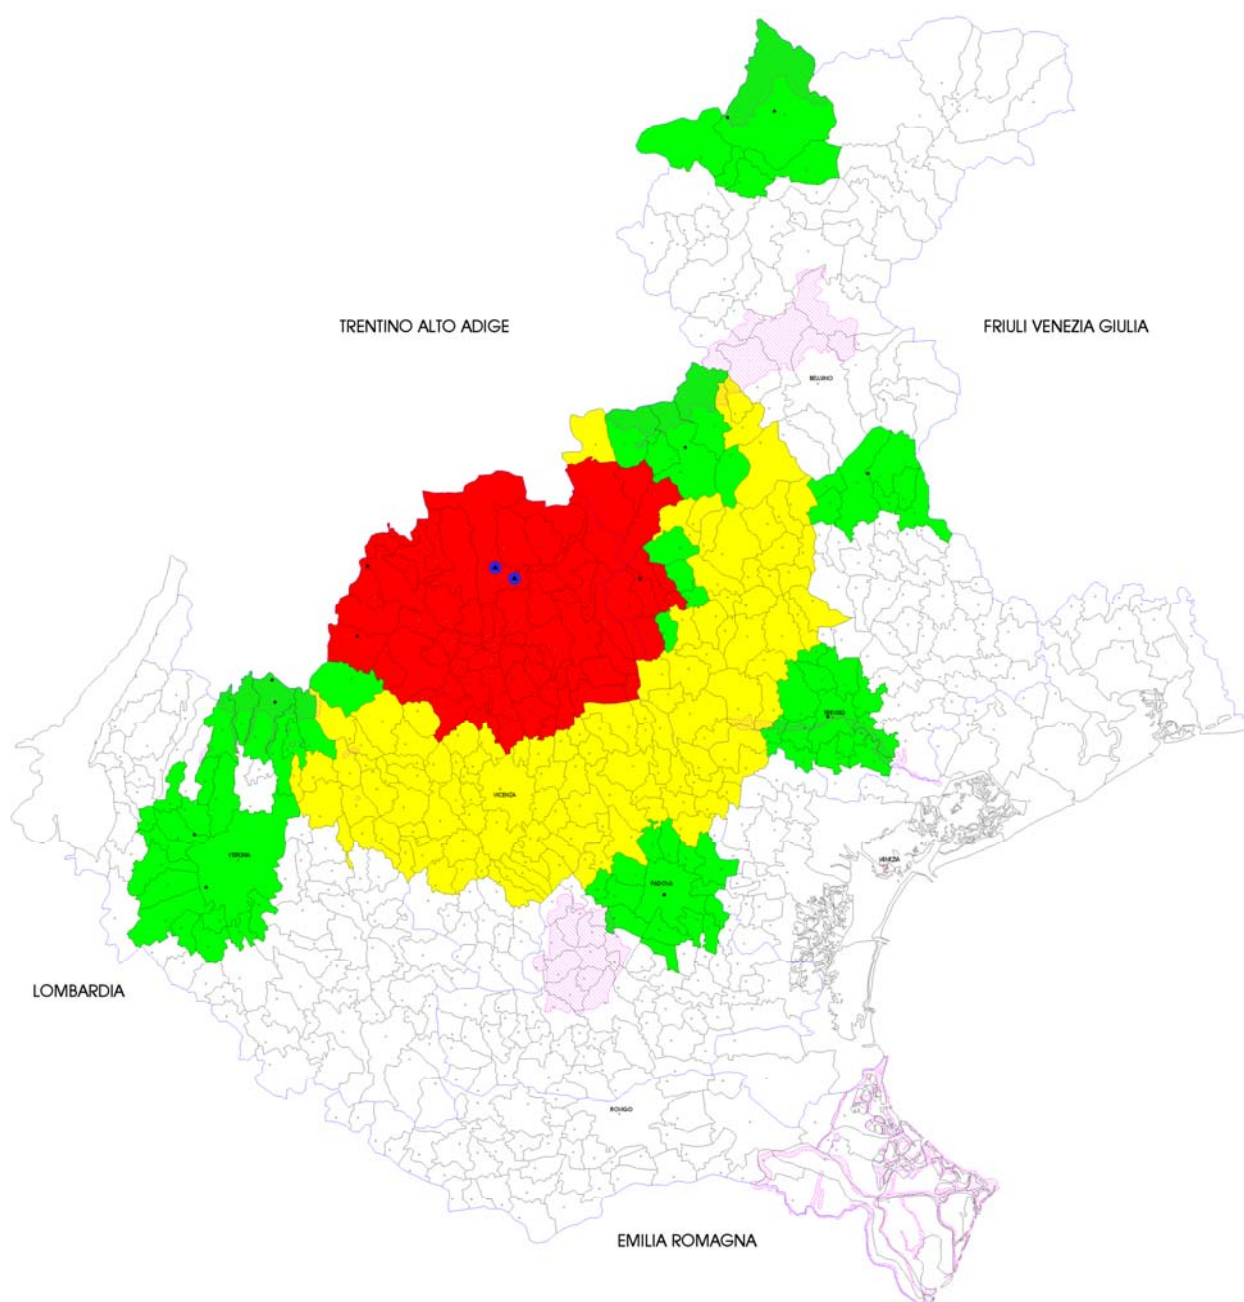 TRENTINO ALTO ADIGE
FRIULI VENEZIA GIULIA
BELLUNO
TREVISO
VICENZA
VERONA
PADOVA
VENEZIA
LOMBARDIA
ROVIGO
EMILIA ROMAGNA